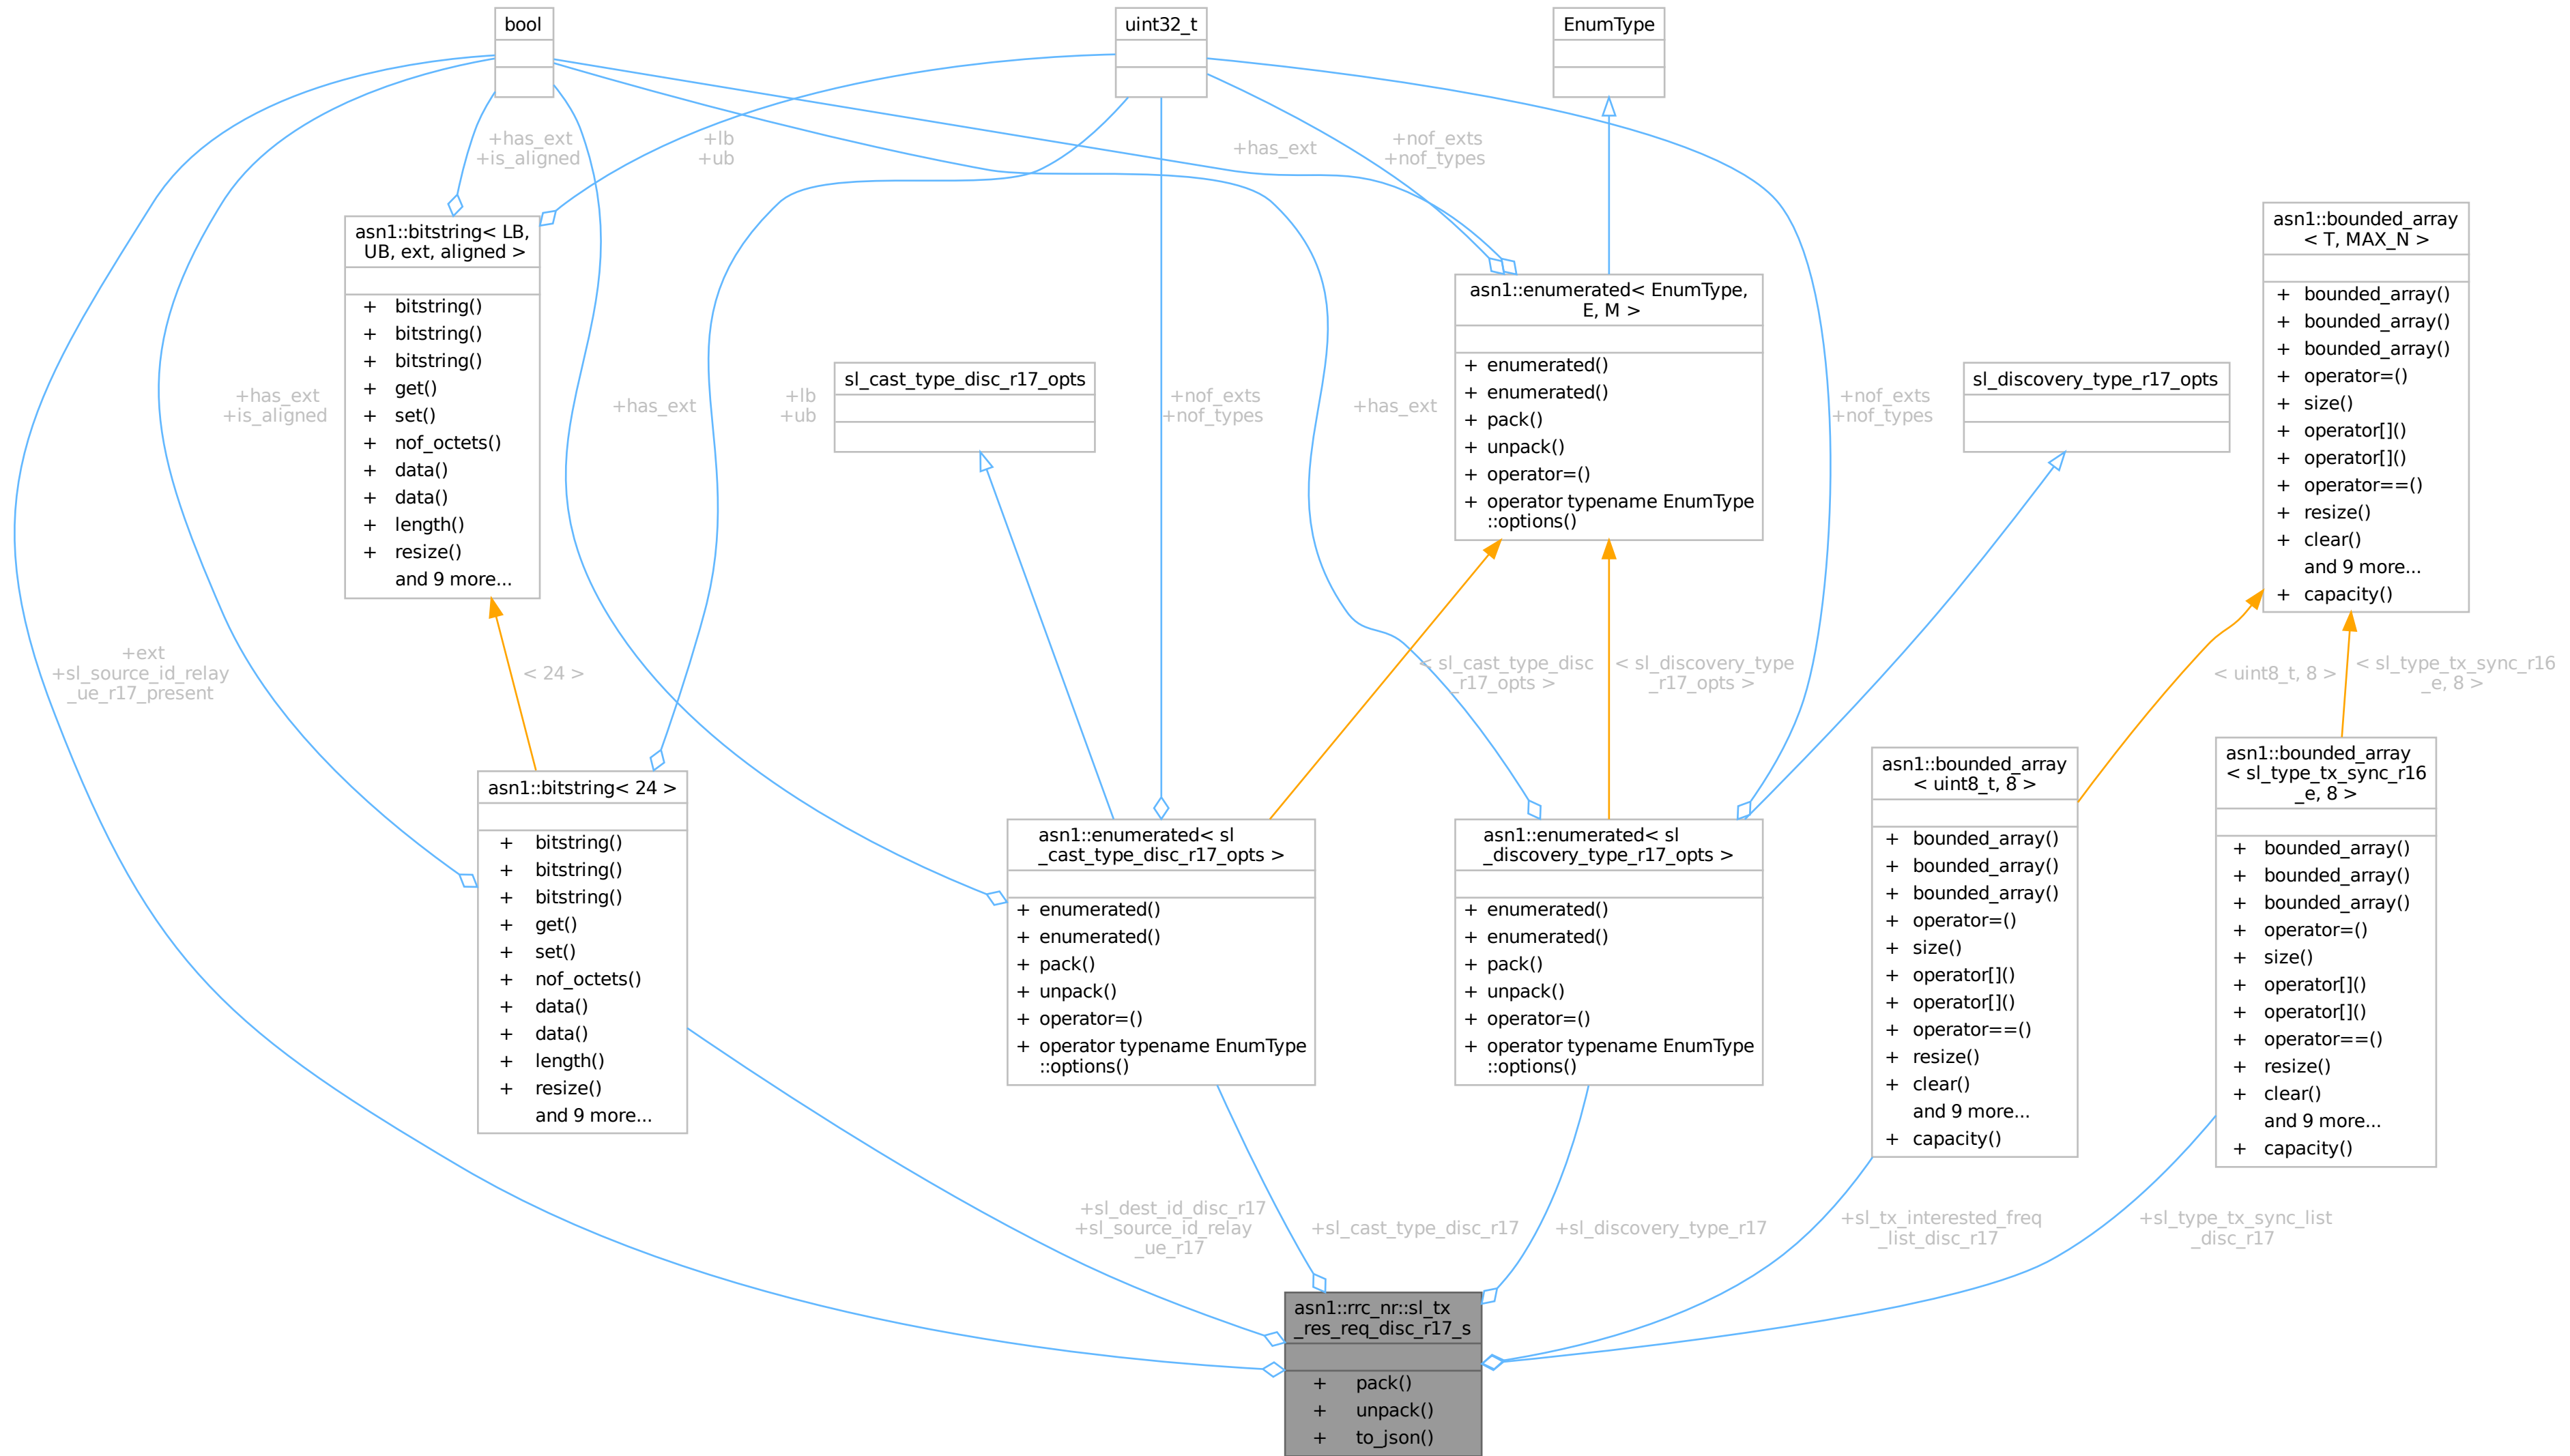 bool
uint32_t
EnumType
+has_ext
+is_aligned
+lb
+ub
+has_ext
+nof_exts
+nof_types
asn1::bitstring< LB,
UB, ext, aligned >
+ bitstring()
+ bitstring()
+ bitstring()
+ get()
+ set()
+ nof_octets()
+ data()
+ data()
+ length()
+ resize()
and 9 more...
asn1::enumerated< EnumType,
E, M >
+ enumerated()
+ enumerated()
+ pack()
+ unpack()
+ operator=()
+ operator typename EnumType
::options()
asn1::bounded_array
< T, MAX_N >
+ bounded_array()
+ bounded_array()
+ bounded_array()
+ operator=()
+ size()
+ operator[]()
+ operator[]()
+ operator==()
+ resize()
+ clear()
and 9 more...
+ capacity()
sl_cast_type_disc_r17_opts
sl_discovery_type_r17_opts
+has_ext
+is_aligned
+has_ext
+lb
+ub
+nof_exts
+nof_types
+has_ext
+nof_exts
+nof_types
+ext
+sl_source_id_relay
_ue_r17_present
< 24 >
< sl_cast_type_disc
_r17_opts >
< sl_discovery_type
_r17_opts >
< uint8_t, 8 >
< sl_type_tx_sync_r16
_e, 8 >
asn1::bitstring< 24 >
+ bitstring()
+ bitstring()
+ bitstring()
+ get()
+ set()
+ nof_octets()
+ data()
+ data()
+ length()
+ resize()
and 9 more...
asn1::enumerated< sl
_cast_type_disc_r17_opts >
+ enumerated()
+ enumerated()
+ pack()
+ unpack()
+ operator=()
+ operator typename EnumType
::options()
asn1::enumerated< sl
_discovery_type_r17_opts >
+ enumerated()
+ enumerated()
+ pack()
+ unpack()
+ operator=()
+ operator typename EnumType
::options()
asn1::bounded_array
< uint8_t, 8 >
+ bounded_array()
+ bounded_array()
+ bounded_array()
+ operator=()
+ size()
+ operator[]()
+ operator[]()
+ operator==()
+ resize()
+ clear()
and 9 more...
+ capacity()
asn1::bounded_array
< sl_type_tx_sync_r16
_e, 8 >
+ bounded_array()
+ bounded_array()
+ bounded_array()
+ operator=()
+ size()
+ operator[]()
+ operator[]()
+ operator==()
+ resize()
+ clear()
and 9 more...
+ capacity()
+sl_dest_id_disc_r17
+sl_source_id_relay
_ue_r17
+sl_cast_type_disc_r17
+sl_discovery_type_r17
+sl_tx_interested_freq
_list_disc_r17
+sl_type_tx_sync_list
_disc_r17
asn1::rrc_nr::sl_tx
_res_req_disc_r17_s
+ pack()
+ unpack()
+ to_json()